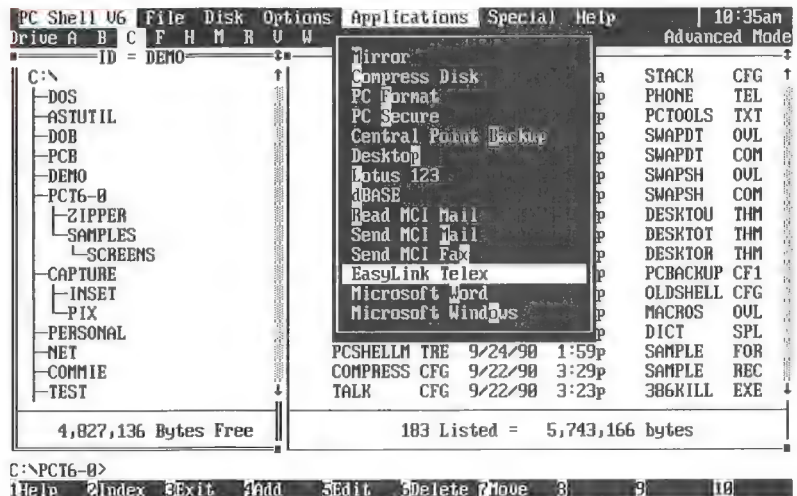 PC Shell V6 File Disk Options Applications Special Help 10:35am
Drive A B C F H M R U W Advanced Mode
ID = DEMO
C:\
DOS
ASTUTIL
DOB
PCB
DEMO
PCT6-0
ZIPPER
SAMPLES
SCREENS
CAPTURE
INSET
PIX
PERSONAL
NET
COMMIE
TEST
Mirror
Compress Disk
PC Format
PC Secure
Central Point Backup
Desktop
Lotus 123
dBASE
Read MCI Mail
Send MCI Mail
Send MCI Fax
EasyLink Telex
Microsoft Word
Microsoft Windows
a STACK CFG
p PHONE TEL
p PCTOOLS TXT
p SWAPDT OVL
p SWAPDT COM
p SWAPSH OVL
p SWAPSH COM
p DESKTOU THM
p DESKTOT THM
p DESKTOR THM
p PCBACKUP CF1
p OLDSHELL CFG
p MACROS OVL
p DICT SPL
PCSHELLM TRE 9/24/90 1:59p SAMPLE FOR
COMPRESS CFG 9/22/90 3:29p SAMPLE REC
TALK CFG 9/22/90 3:23p 386KILL EXE
4,827,136 Bytes Free
183 Listed = 5,743,166 bytes
C:\PCT6-0>
1Help 2Index 3Exit 4Add 5Edit 6Delete 7Move 8 9 10